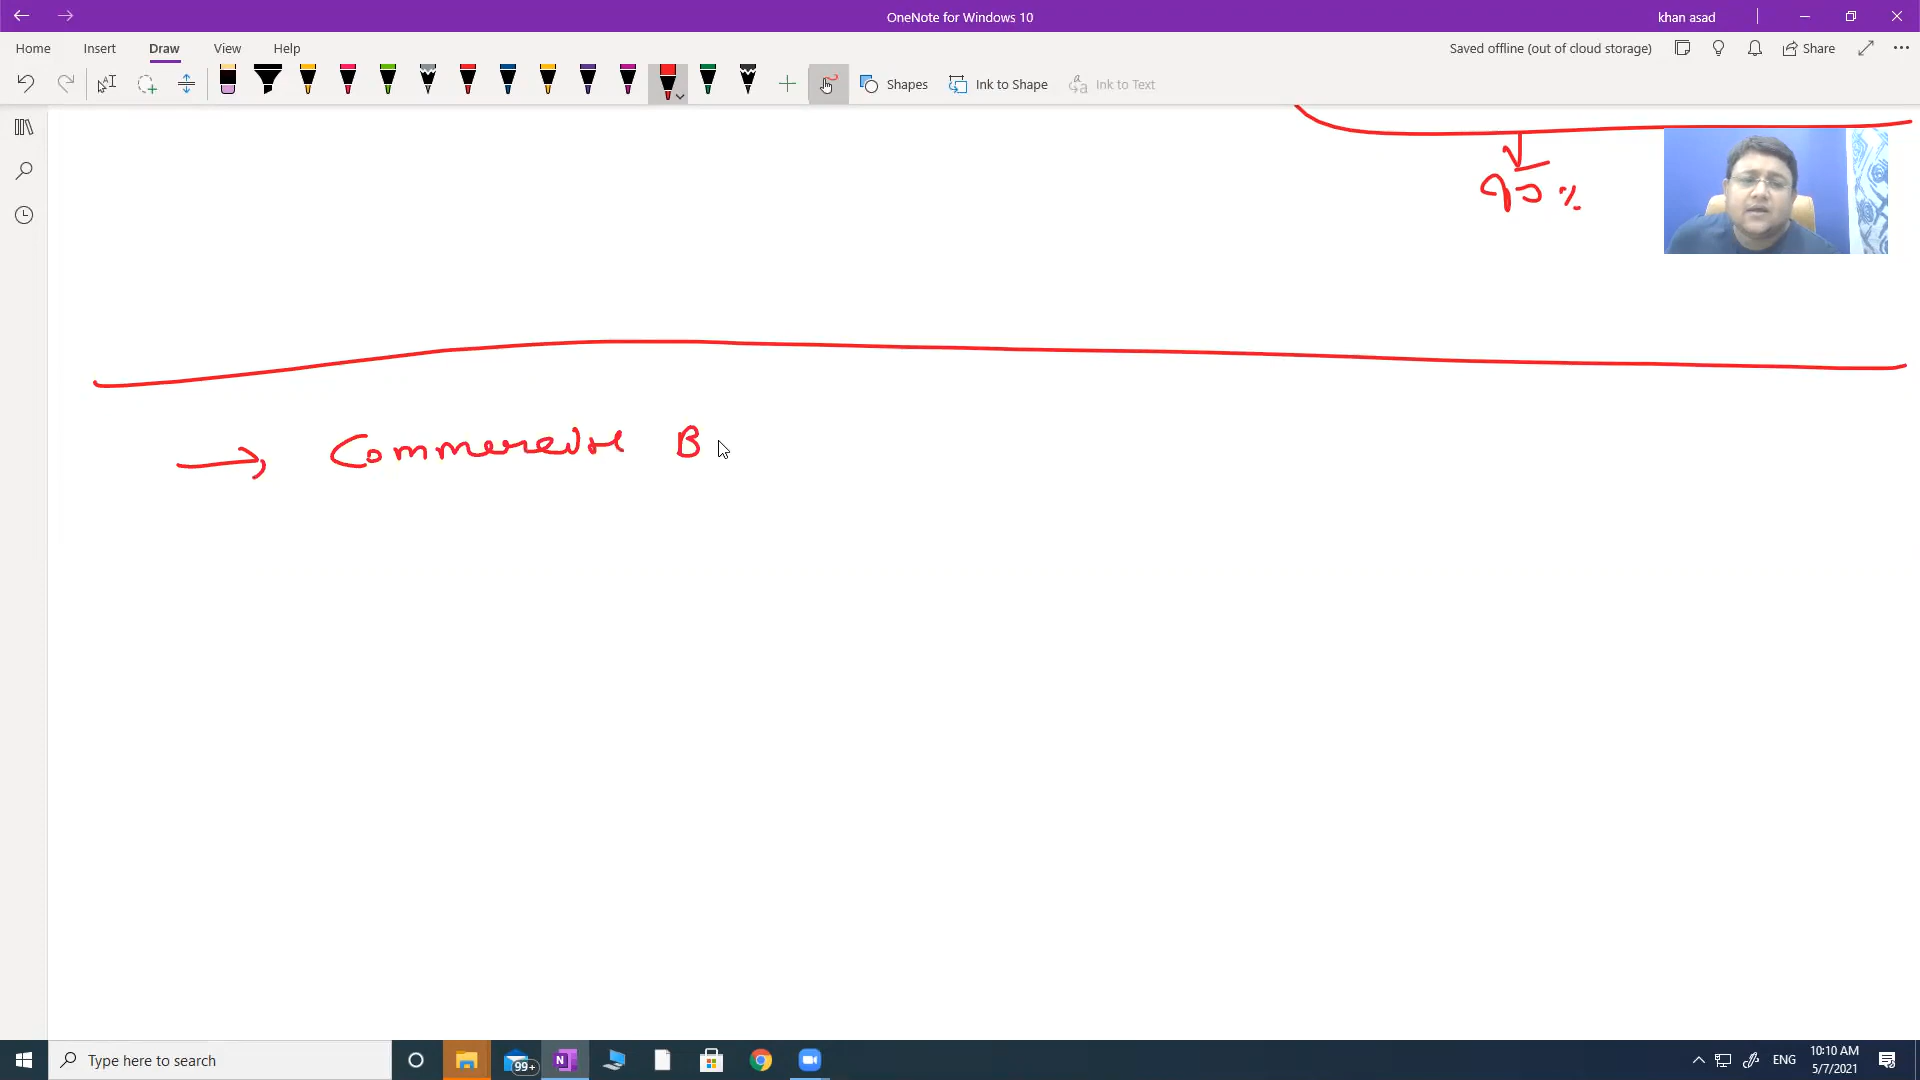 OneNote for Windows 10
khan asad
Home Insert Draw View Help
Saved offline (out of cloud storage)
Share
Shapes
Ink to Shape
Ink to Text
90 %
→ Commercial B
Type here to search
99+
N
ENG
10:10 AM
5/7/2021